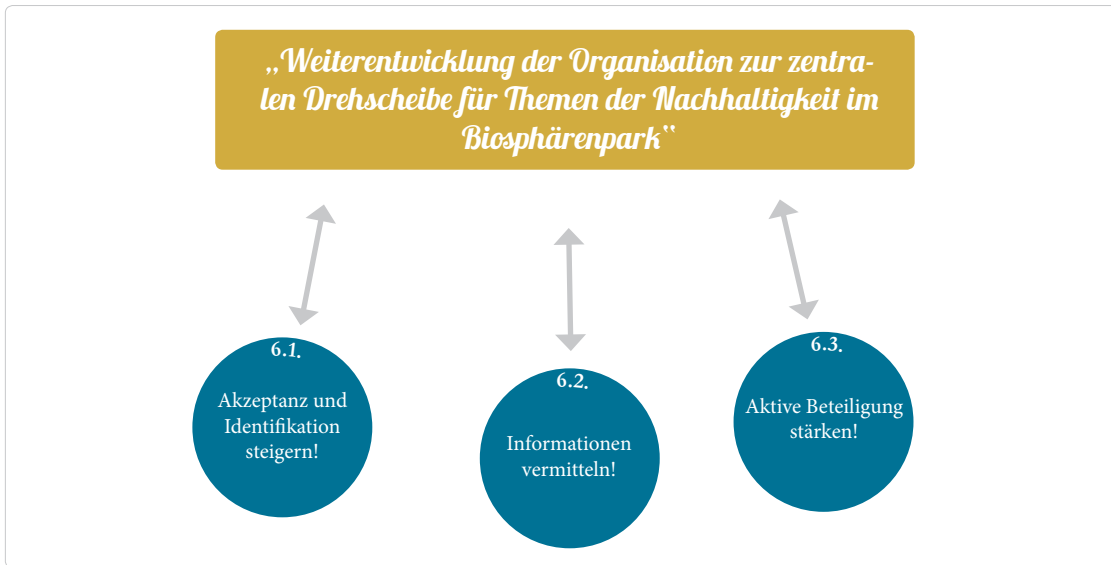 „Weiterentwicklung der Organisation zur zentra-
len Drehscheibe für Themen der Nachhaltigkeit im
Biosphärenpark“
6.1.
Akzeptanz und
Identifikation
steigern!
6.2.
Informationen
vermitteln!
6.3.
Aktive Beteiligung
stärken!